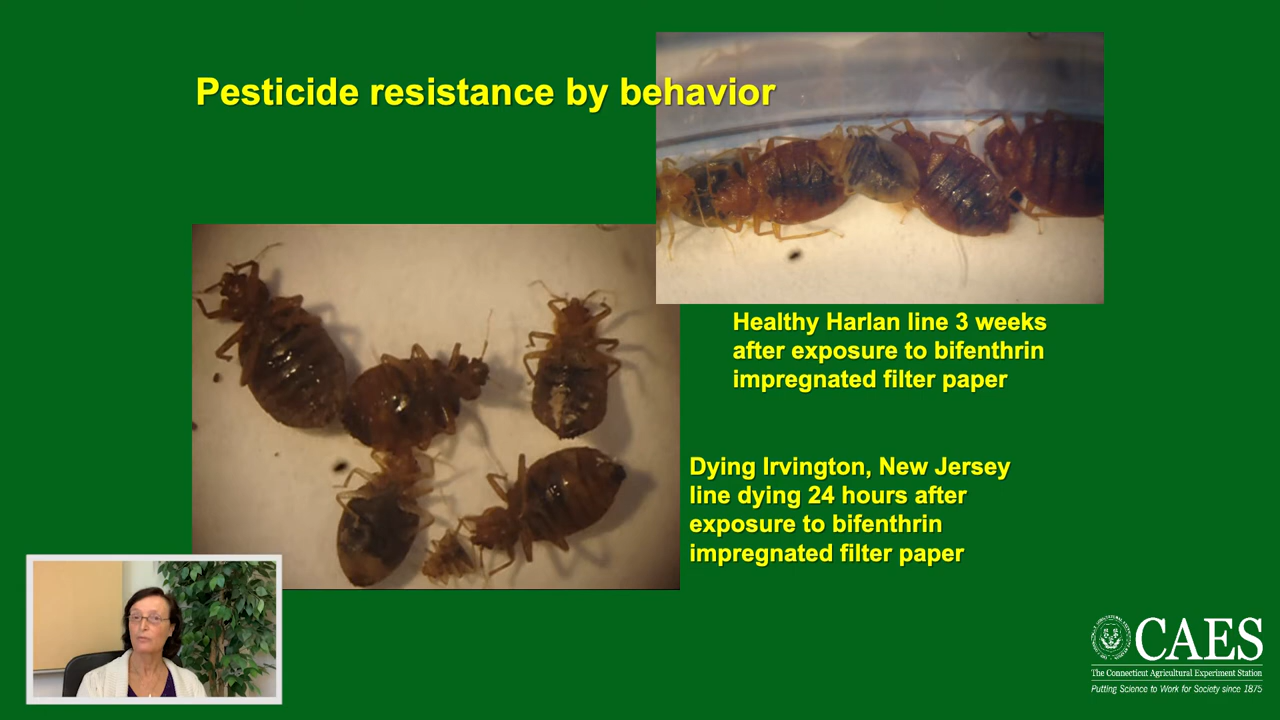 Pesticide resistance by behavior
Healthy Harlan line 3 weeks
after exposure to bifenthrin
impregnated filter paper
Dying Irvington, New Jersey
line dying 24 hours after
exposure to bifenthrin
impregnated filter paper
CAES
The Connecticut Agricultural Experiment Station
Putting Science to Work for Society since 1875